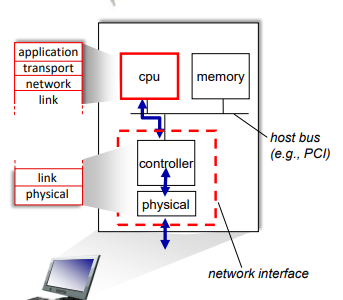 application
transport
network
link
cpu
memory
host bus
(e.g., PCI)
controller
link
physical
physical
network interface